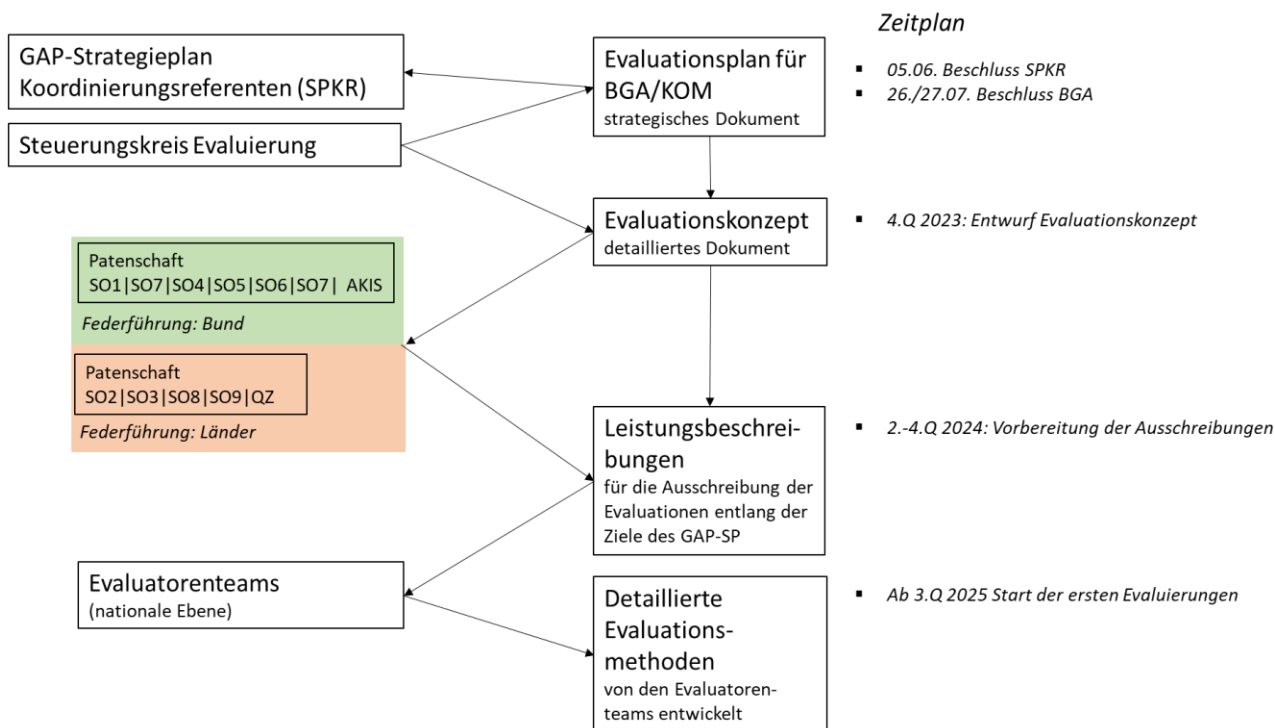 Zeitplan
GAP-Strategieplan
Koordinierungsreferenten (SPKR)
Steuerungskreis Evaluierung
Evaluationsplan für
BGA/KOM
strategisches Dokument
▪ 05.06. Beschluss SPKR
▪ 26./27.07. Beschluss BGA
Evaluationskonzept
detailliertes Dokument
▪ 4.Q 2023: Entwurf Evaluationskonzept
Patenschaft
SO1|SO7|SO4|SO5|SO6|SO7| AKIS
Federführung: Bund
Patenschaft
SO2|SO3|SO8|SO9|QZ
Federführung: Länder
Leistungsbeschrei-
bungen
für die Ausschreibung der
Evaluationen entlang der
Ziele des GAP-SP
▪ 2.-4.Q 2024: Vorbereitung der Ausschreibungen
Evaluatorenteams
(nationale Ebene)
Detaillierte
Evaluations-
methoden
von den Evaluatoren-
teams entwickelt
▪ Ab 3.Q 2025 Start der ersten Evaluierungen